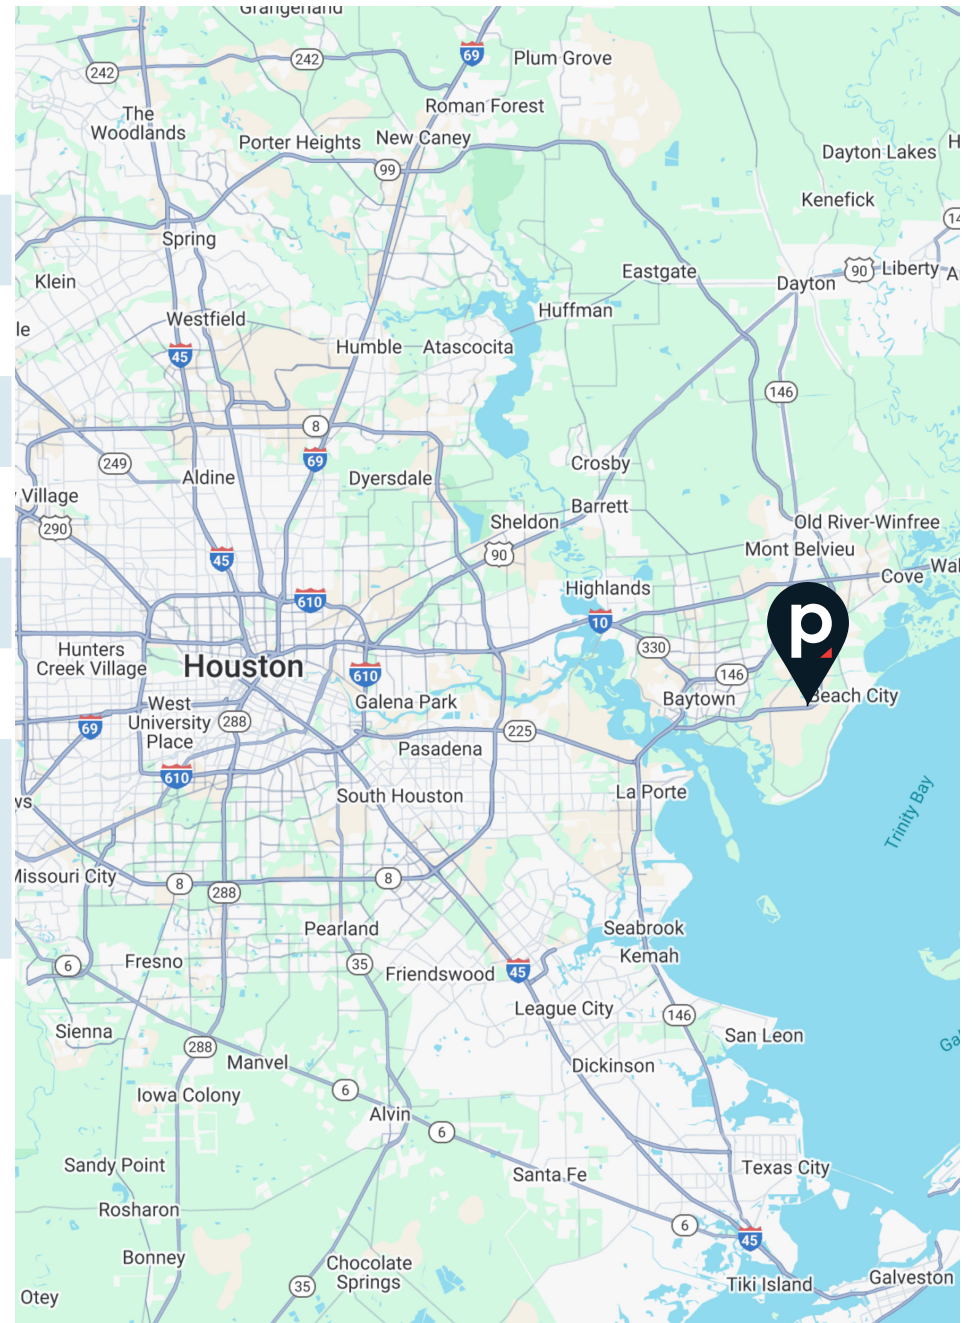 Grangerland
69
Plum Grove
242
242
Roman Forest
The
Woodlands
Porter Heights
New Caney
99
Dayton Lakes
H
Kenefick
14
Spring
Klein
Eastgate
90
Liberty
A
Dayton
le
Westfield
Huffman
45
Humble
Atascocita
146
8
249
69
Aldine
Dyersdale
Crosby
Village
Barrett
290
Sheldon
Old River-Winfree
45
90
Mont Belvieu
Cove
Wal
Highlands
610
10
p
Hunters
Creek Village
Houston
330
610
146
Beach City
Galena Park
Baytown
West
University
Place
69
288
225
Pasadena
610
South Houston
La Porte
ws
Trinity Bay
Missouri City
8
288
8
Pearland
Seabrook
Kemah
6
Fresno
35
Friendswood
45
League City
146
Sienna
San Leon
Ga
288
Manvel
Dickinson
6
Iowa Colony
Alvin
6
Sandy Point
Santa Fe
Texas City
Rosharon
6
45
Bonney
Chocolate
Springs
35
Otey
Tiki Island
Galveston